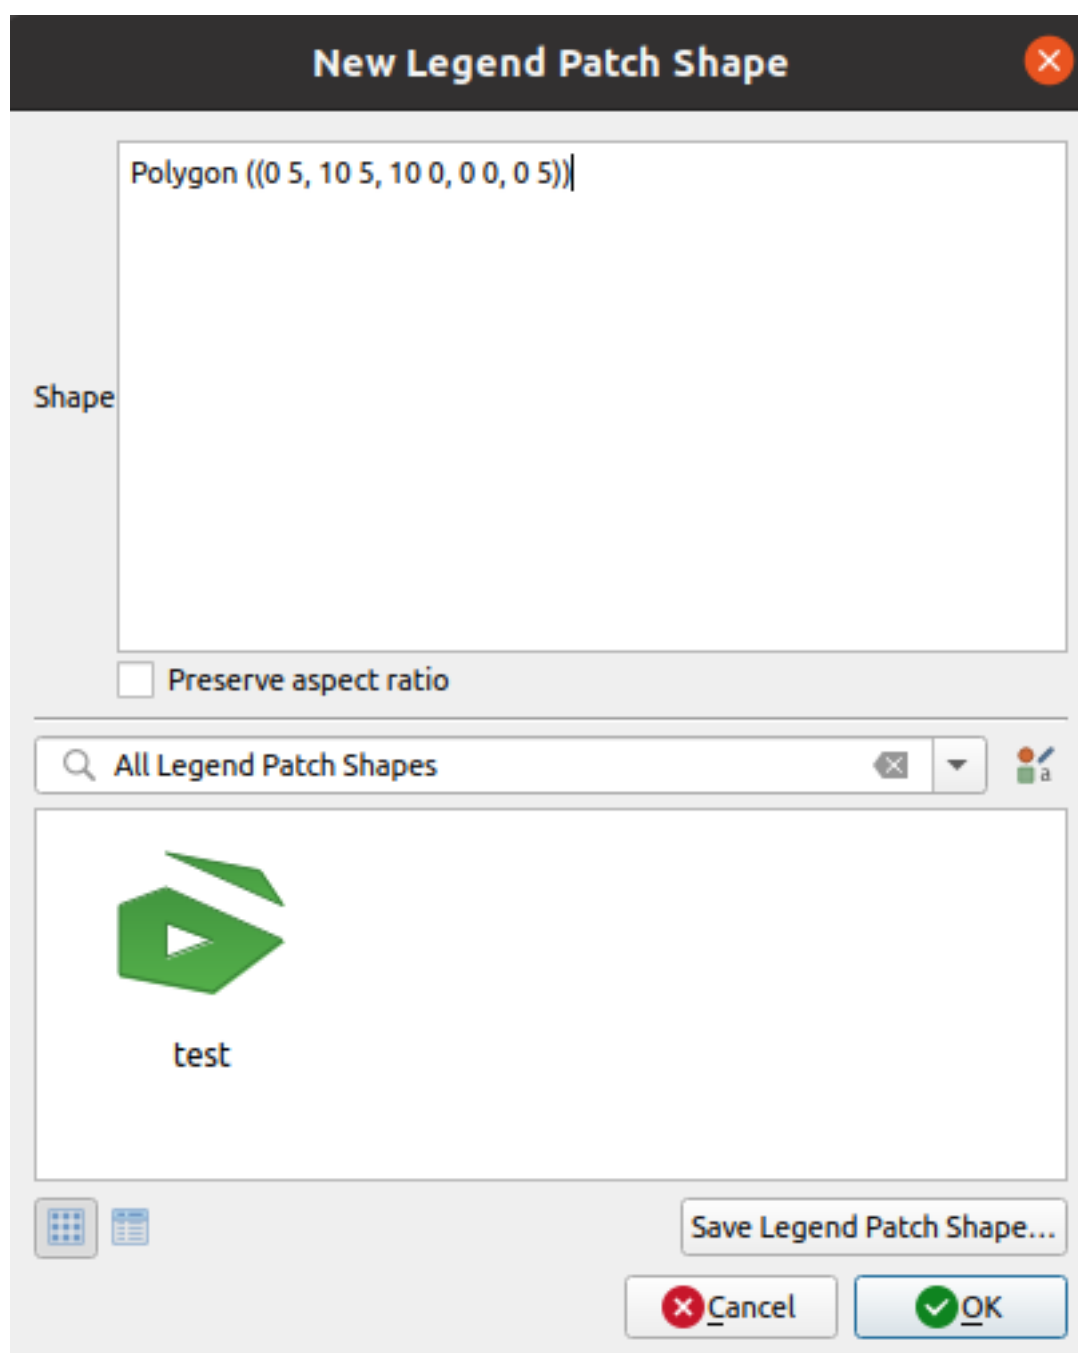 New Legend Patch Shape
Polygon ((0 5, 10 5, 10 0, 0 0, 0 5))
Shape
Preserve aspect ratio
All Legend Patch Shapes
a
test
Save Legend Patch Shape...
Cancel
OK